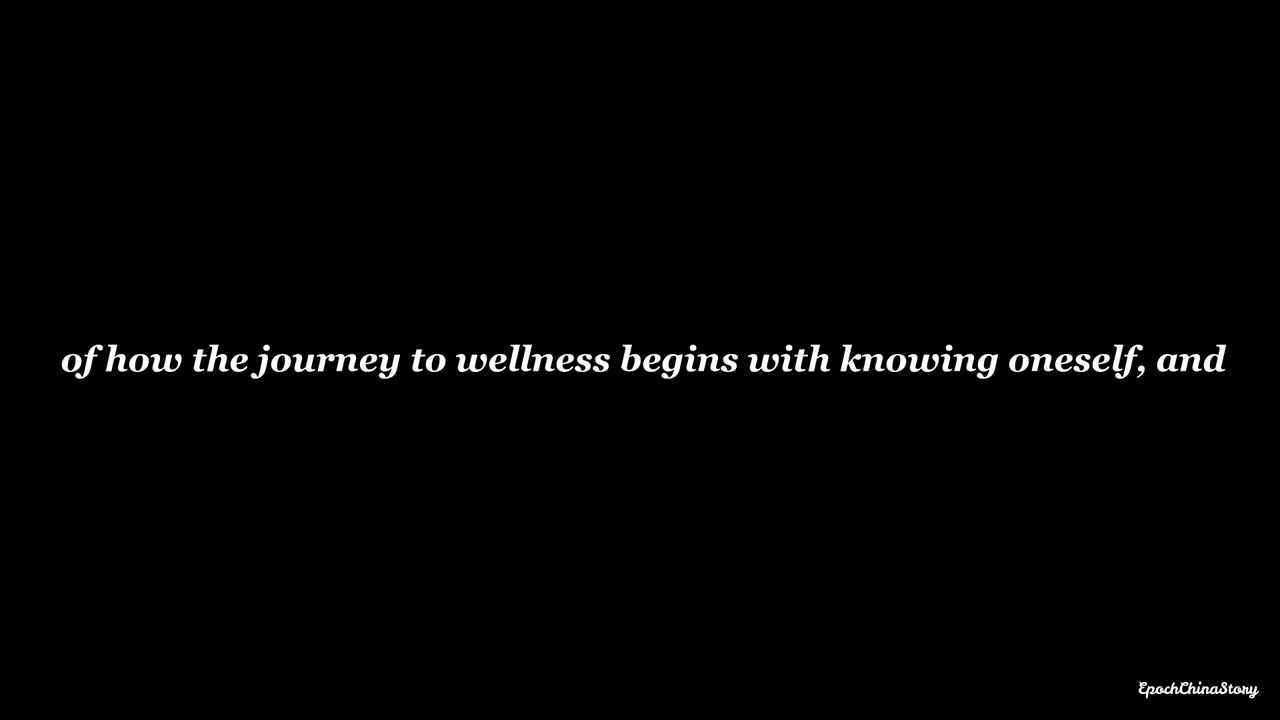 of how the journey to wellness begins with knowing oneself, and
EpochChinaStory